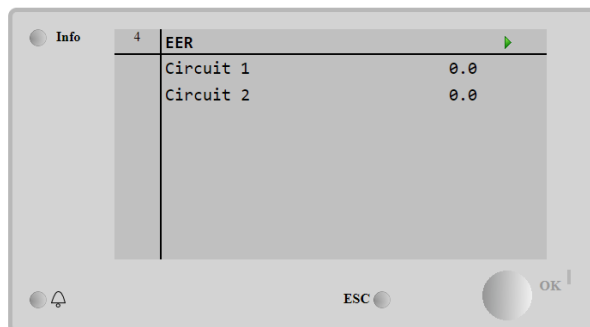 Info
4 EER
Circuit 1 0.0
Circuit 2 0.0
ESC
OK